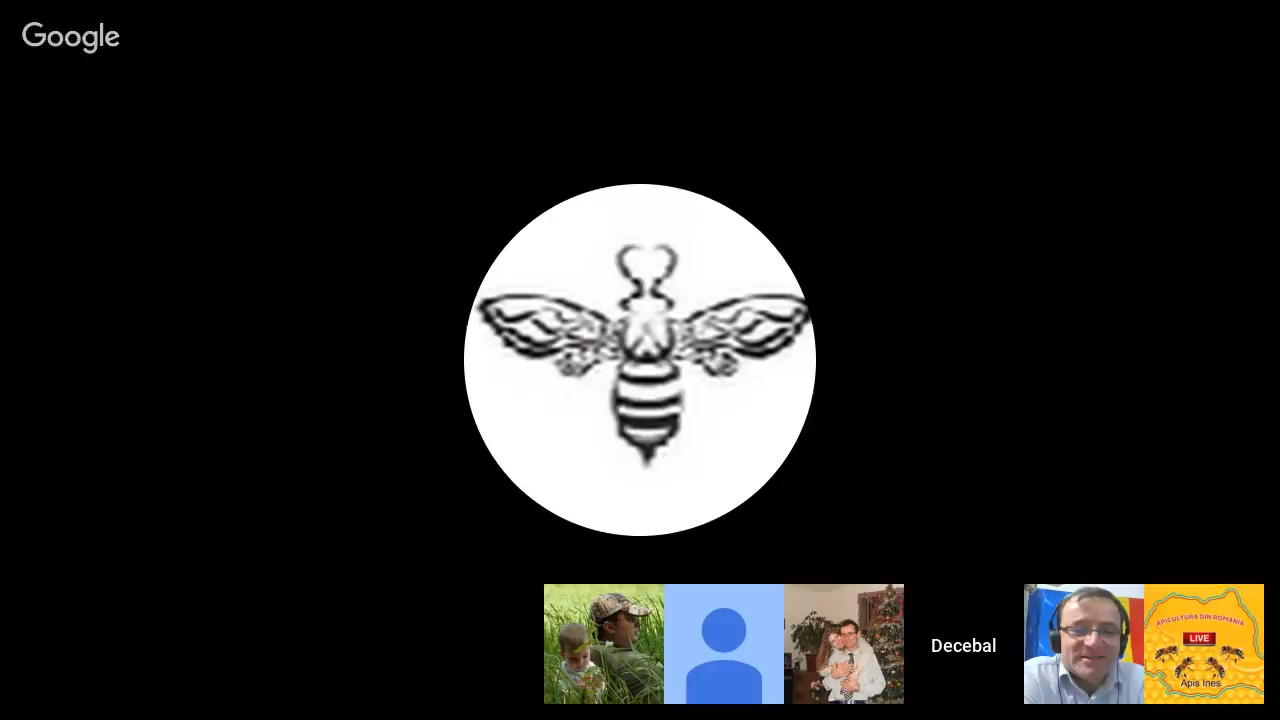 Google
Decebal
APICULTURA DIN ROMANIA
LIVE
Apis Ines